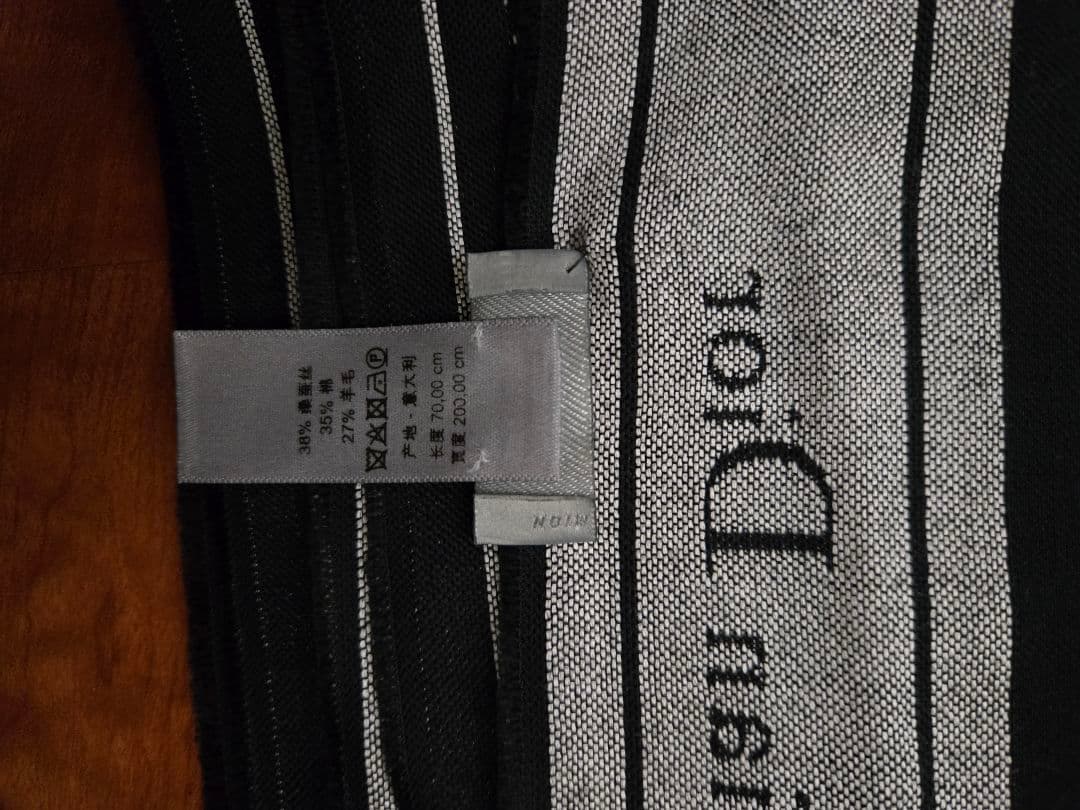 38% 桑蚕丝
35% 棉
27% 羊毛
产地 - 意大利
长度 70,00 cm
宽度 200,00 cm
Dior